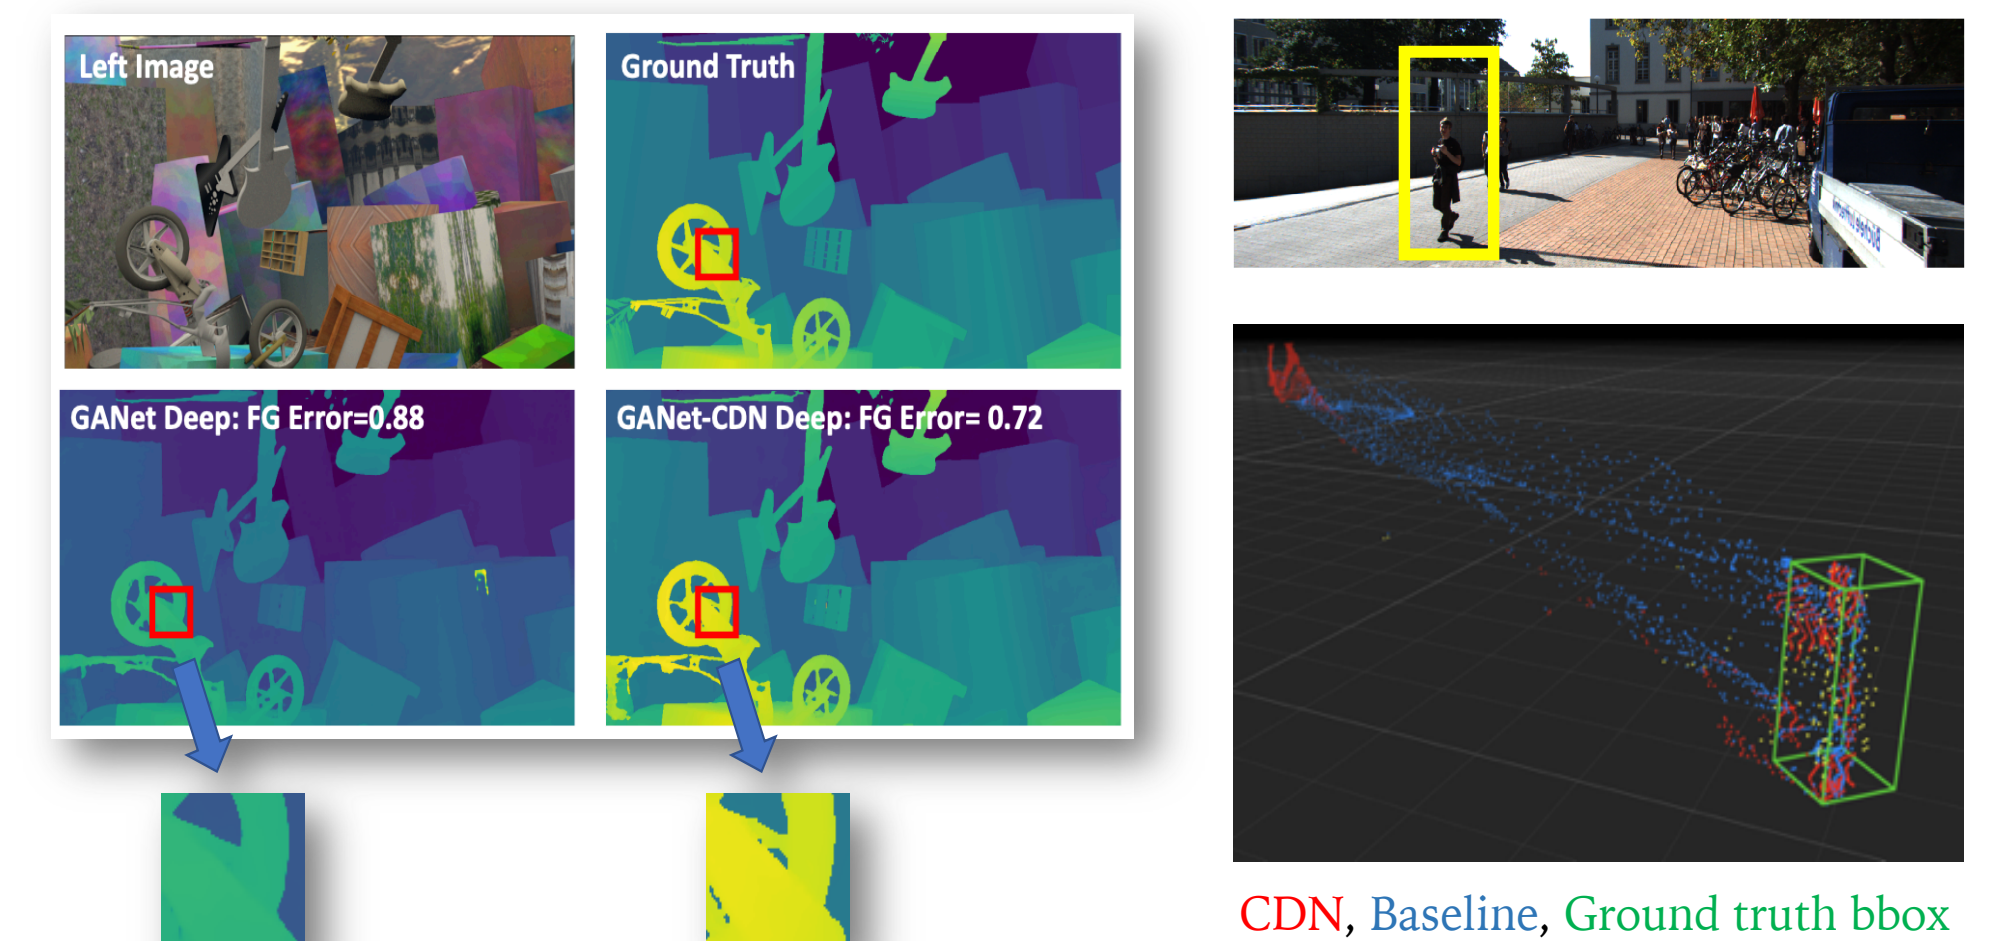 Left Image
Ground Truth
GANet Deep: FG Error=0.88
GANet-CDN Deep: FG Error= 0.72
CDN, Baseline, Ground truth bbox